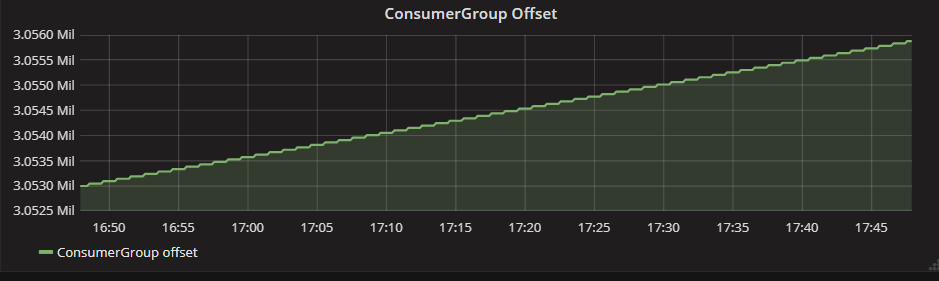 ConsumerGroup Offset
3.0560 Mil
3.0555 Mil
3.0550 Mil
3.0545 Mil
3.0540 Mil
3.0535 Mil
3.0530 Mil
3.0525 Mil
16:50 16:55 17:00 17:05 17:10 17:15 17:20 17:25 17:30 17:35 17:40 17:45
ConsumerGroup offset